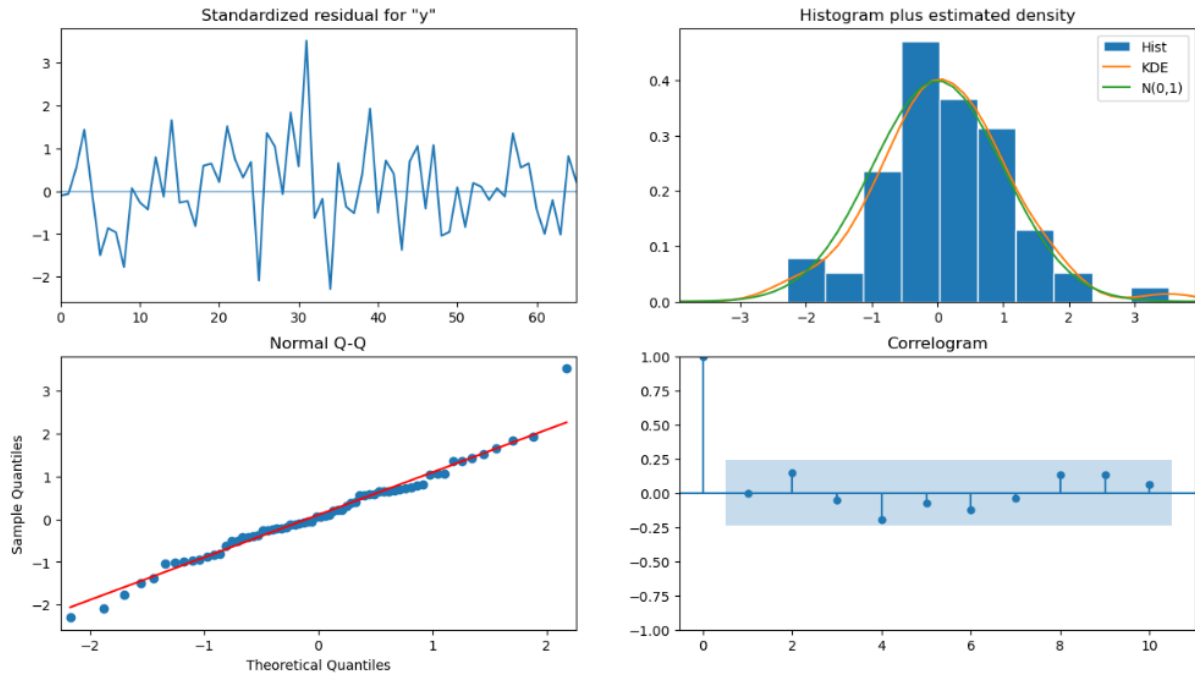 Standardized residual for "y"
3
2
1
0
−1
−2
0 10 20 30 40 50 60
Histogram plus estimated density
Hist
KDE
N(0,1)
0.4
0.3
0.2
0.1
0.0
−3 −2 −1 0 1 2 3
Normal Q-Q
Sample Quantiles
3
2
1
0
−1
−2
−2 −1 0 1 2
Theoretical Quantiles
Correlogram
1.00
0.75
0.50
0.25
0.00
−0.25
−0.50
−0.75
−1.00
0 2 4 6 8 10